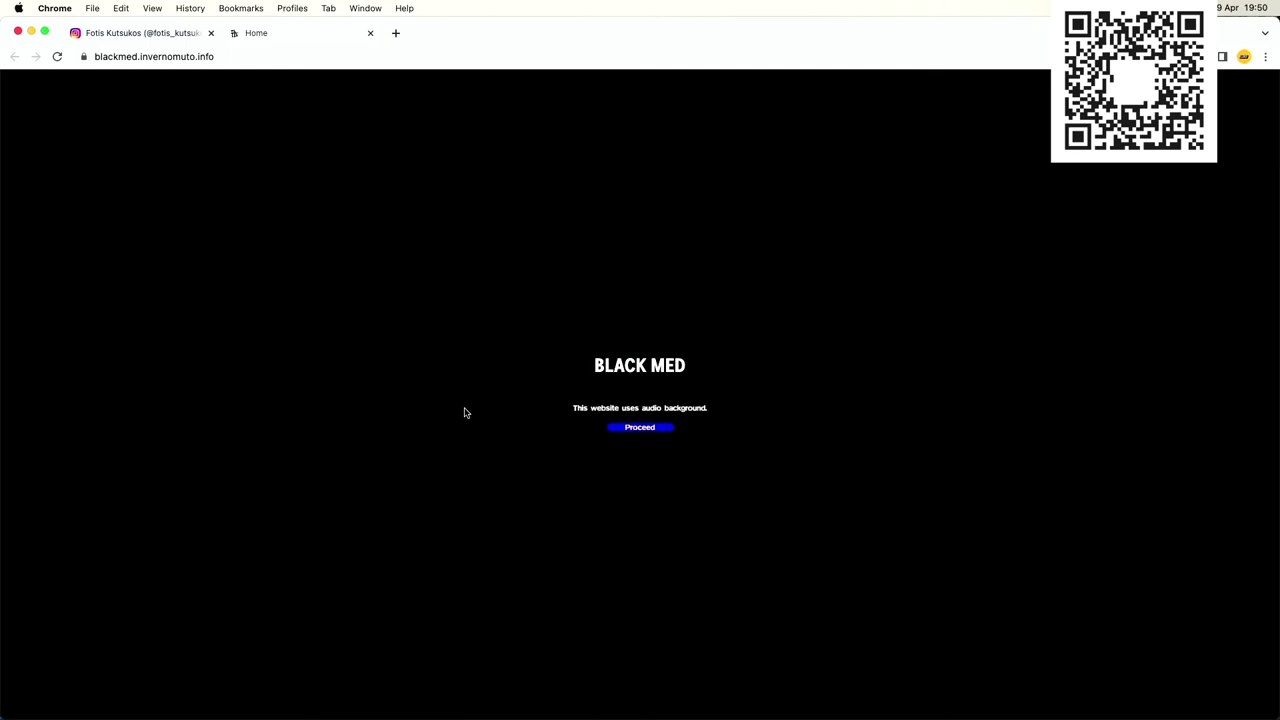 Chrome File Edit View History Bookmarks Profiles Tab Window Help
9 Apr 19:50
Fotis Kutsukos (@fotis_kutsuk
Home
blackmed.invernomuto.info
BLACK MED
This website uses audio background.
Proceed